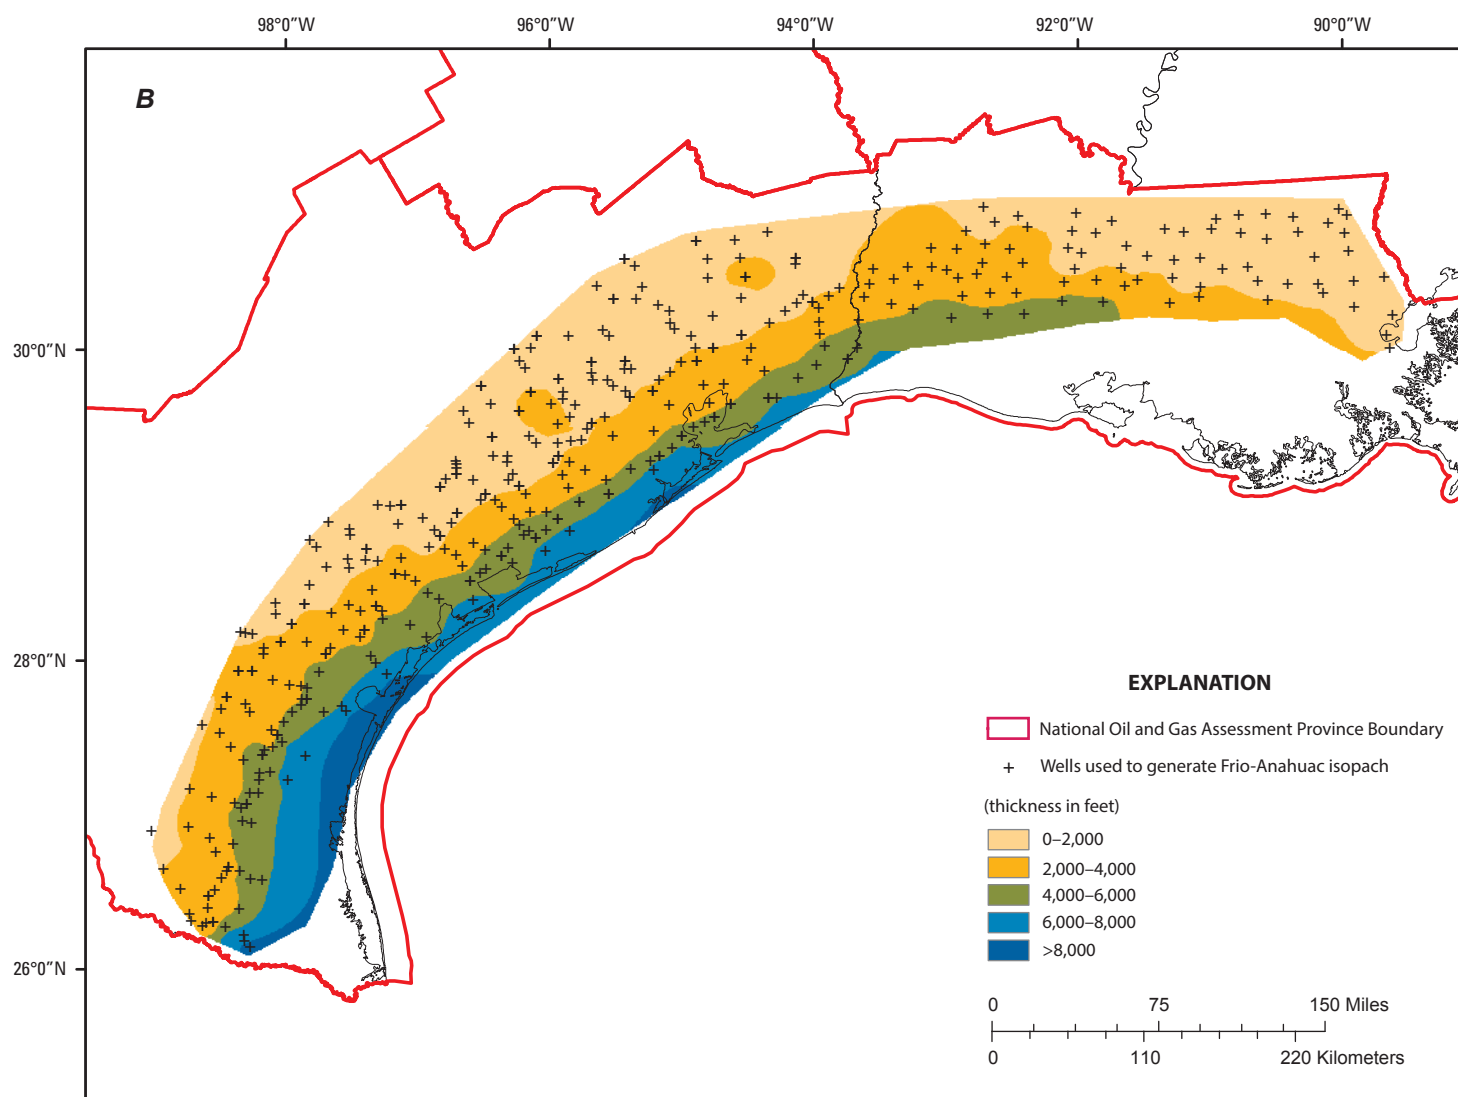 98°0″W 96°0″W 94°0″W 92°0″W 90°0″W
B
30°0″N
28°0″N
26°0″N
EXPLANATION
National Oil and Gas Assessment Province Boundary
Wells used to generate Frio-Anahuac isopach
(thickness in feet)
0–2,000
2,000–4,000
4,000–6,000
6,000–8,000
>8,000
0 75 150 Miles
0 110 220 Kilometers